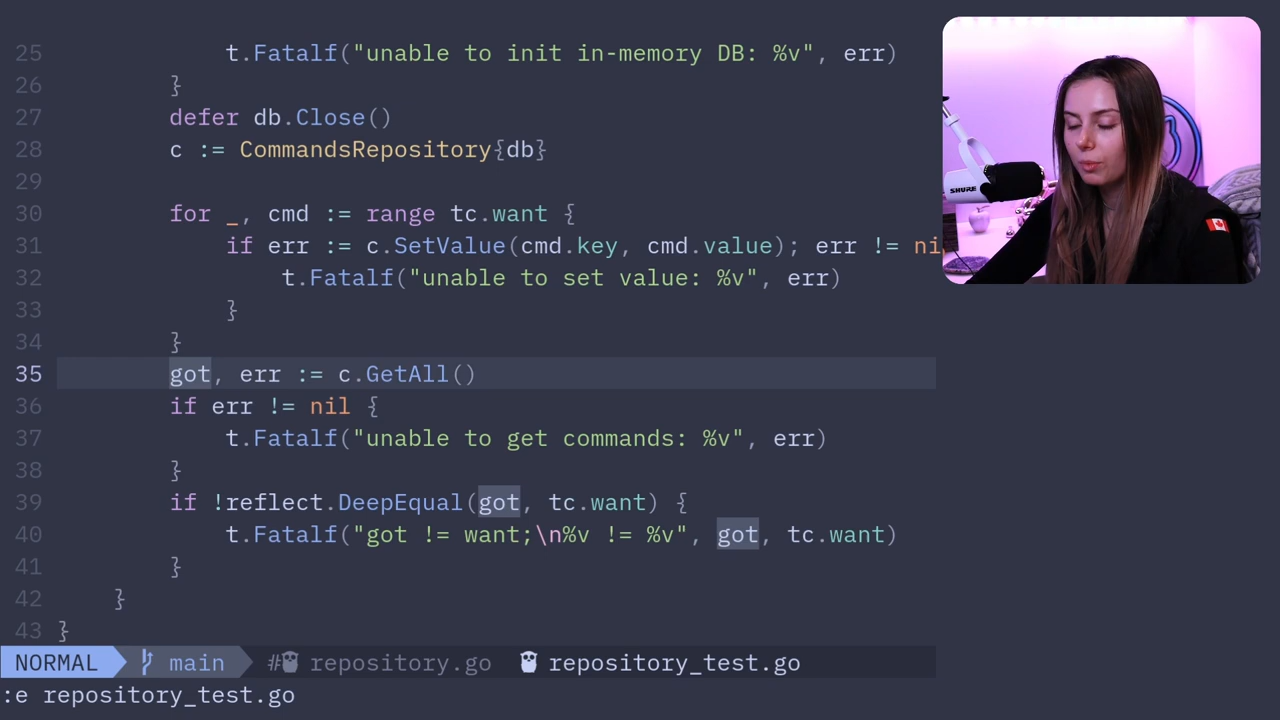 25 t.Fatalf("unable to init in-memory DB: %v", err)
26 }
27 defer db.Close()
28 c := CommandsRepository{db}
29
30 for _, cmd := range tc.want {
31 if err := c.SetValue(cmd.key, cmd.value); err != ni
32 t.Fatalf("unable to set value: %v", err)
33 }
34 }
35 got, err := c.GetAll()
36 if err != nil {
37 t.Fatalf("unable to get commands: %v", err)
38 }
39 if !reflect.DeepEqual(got, tc.want) {
40 t.Fatalf("got != want;\n%v != %v", got, tc.want)
41 }
42 }
43 }
NORMAL main # repository.go repository_test.go
:e repository_test.go
SHURE